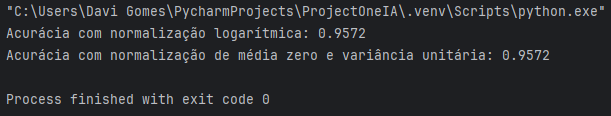 "C:\Users\Davi Gomes\PycharmProjects\ProjectOneIA\.venv\Scripts\python.exe"
Acurácia com normalização logarítmica: 0.9572
Acurácia com normalização de média zero e variância unitária: 0.9572
Process finished with exit code 0